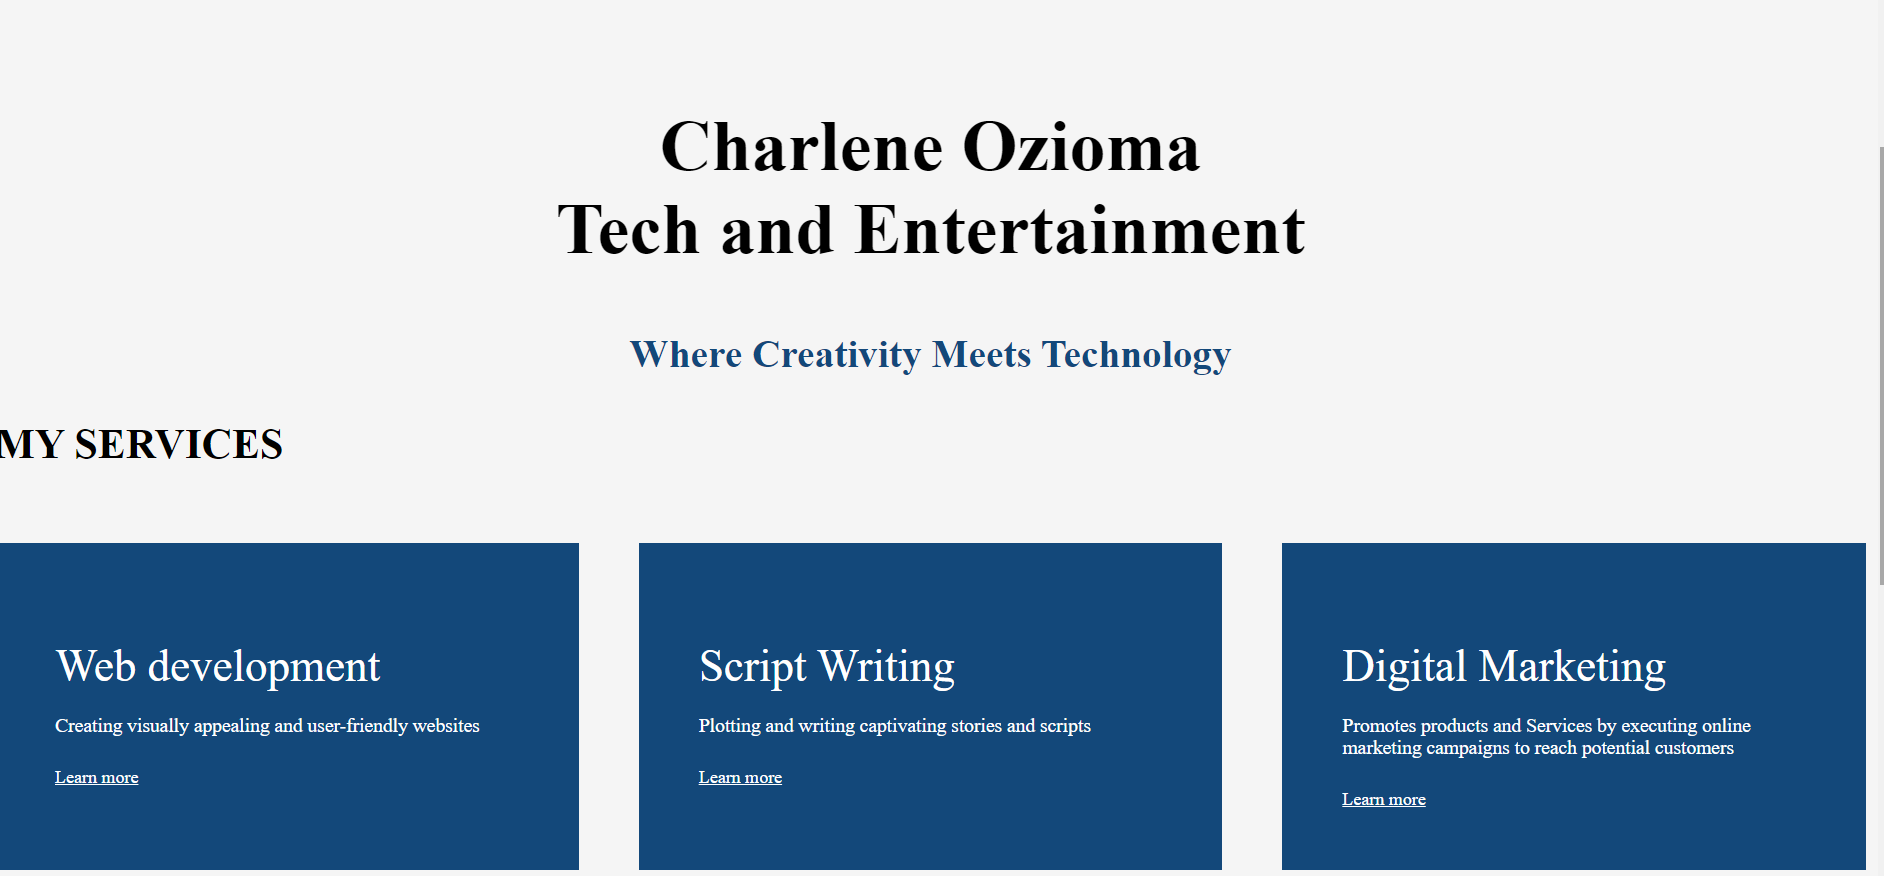 Charlene Ozioma
Tech and Entertainment
Where Creativity Meets Technology
MY SERVICES
Web development
Creating visually appealing and user-friendly websites
Learn more
Script Writing
Plotting and writing captivating stories and scripts
Learn more
Digital Marketing
Promotes products and Services by executing online
marketing campaigns to reach potential customers
Learn more